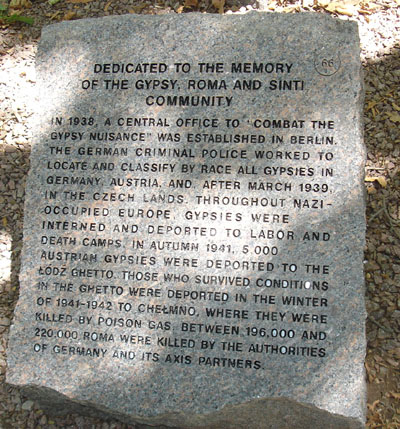 66
DEDICATED TO THE MEMORY
OF THE GYPSY, ROMA AND SINTI
COMMUNITY
IN 1938, A CENTRAL OFFICE TO "COMBAT THE
GYPSY NUISANCE" WAS ESTABLISHED IN BERLIN.
THE GERMAN CRIMINAL POLICE WORKED TO
LOCATE AND CLASSIFY BY RACE ALL GYPSIES IN
GERMANY, AUSTRIA, AND, AFTER MARCH 1939,
IN THE CZECH LANDS. THROUGHOUT NAZI-
OCCUPIED EUROPE, GYPSIES WERE
INTERNED AND DEPORTED TO LABOR AND
DEATH CAMPS. IN AUTUMN 1941, 5,000
AUSTRIAN GYPSIES WERE DEPORTED TO THE
ŁÓDZ GHETTO. THOSE WHO SURVIVED CONDITIONS
IN THE GHETTO WERE DEPORTED IN THE WINTER
OF 1941-1942 TO CHEŁMNO, WHERE THEY WERE
KILLED BY POISON GAS. BETWEEN 196,000 AND
220,000 ROMA WERE KILLED BY THE AUTHORITIES
OF GERMANY AND ITS AXIS PARTNERS.